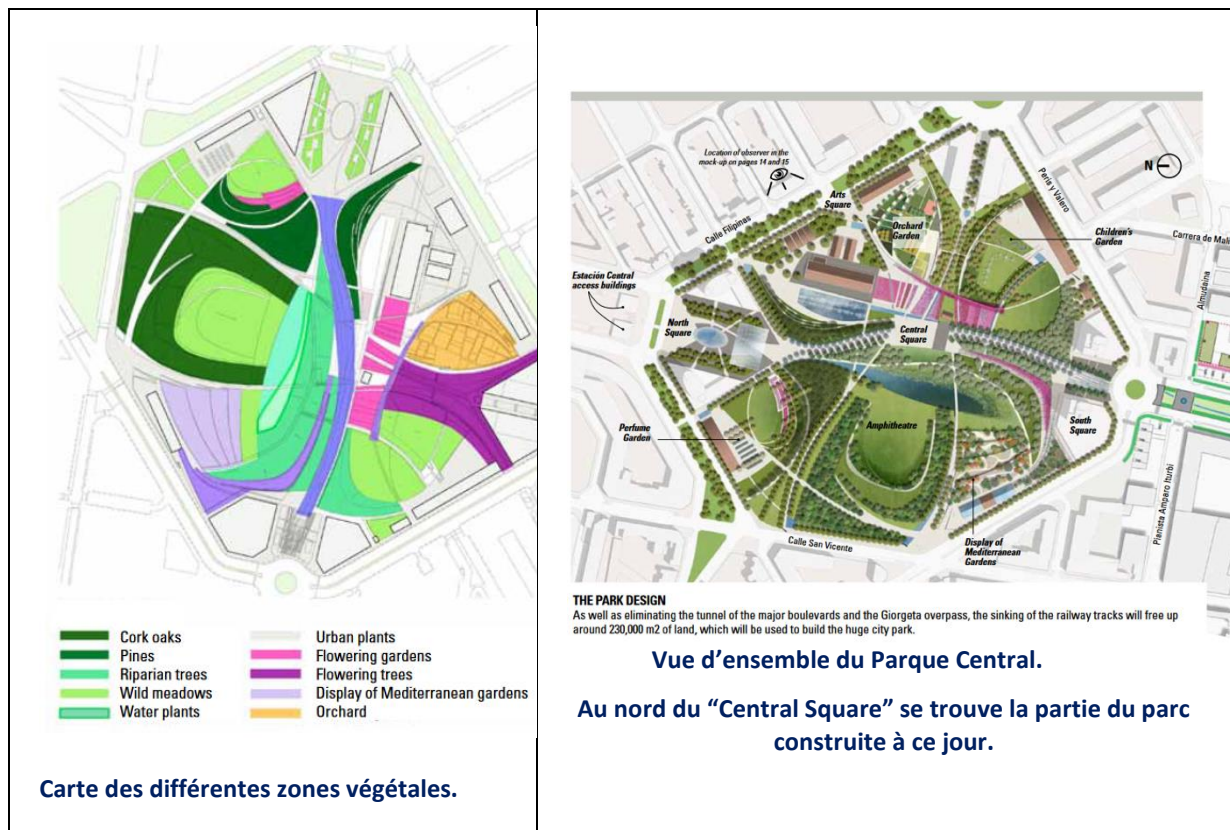 Cork oaks
Pines
Riparian trees
Wild meadows
Water plants
Urban plants
Flowering gardens
Flowering trees
Display of Mediterranean gardens
Orchard
Carte des différentes zones végétales.
Location of observer in the
mock-up on pages 14 and 15
N
Calle Filipinas
Arts
Square
Orchard
Garden
Peris y Valero
Children's
Garden
Carrera de
Almudaina
Estación Central
access buildings
North
Square
Central
Square
Perfume
Garden
Amphitheatre
South
Square
Calle San Vicente
Display of
Mediterranean
Gardens
Pianista Amparo Iturbi
THE PARK DESIGN
As well as eliminating the tunnel of the major boulevards and the Giorgeta overpass, the sinking of the railway tracks will free up
around 230,000 m2 of land, which will be used to build the huge city park.
Vue d’ensemble du Parque Central.
Au nord du “Central Square” se trouve la partie du parc
construite à ce jour.